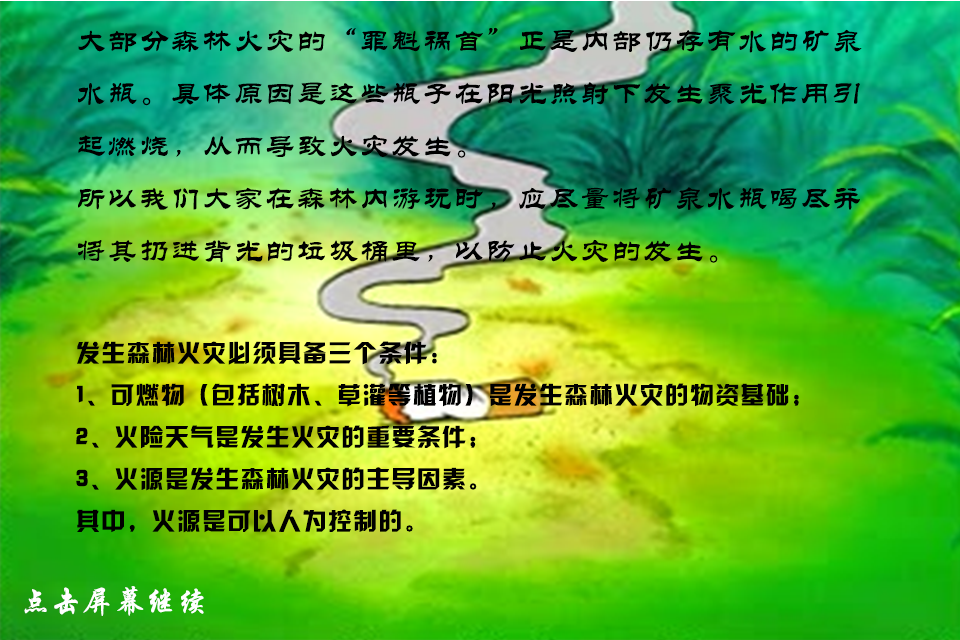 大部分森林火灾的“罪魁祸首”正是内部仍存有水的矿泉
水瓶。具体原因是这些瓶子在阳光照射下发生聚光作用引
起燃烧，从而导致火灾发生。
所以我们大家在森林内游玩时，应尽量将矿泉水瓶喝尽并
将其扔进背光的垃圾桶里，以防止火灾的发生。
发生森林火灾必须具备三个条件：
1、可燃物（包括树木、草灌等植物）是发生森林火灾的物资基础；
2、火险天气是发生火灾的重要条件；
3、火源是发生森林火灾的主导因素。
其中，火源是可以人为控制的。
点击屏幕继续